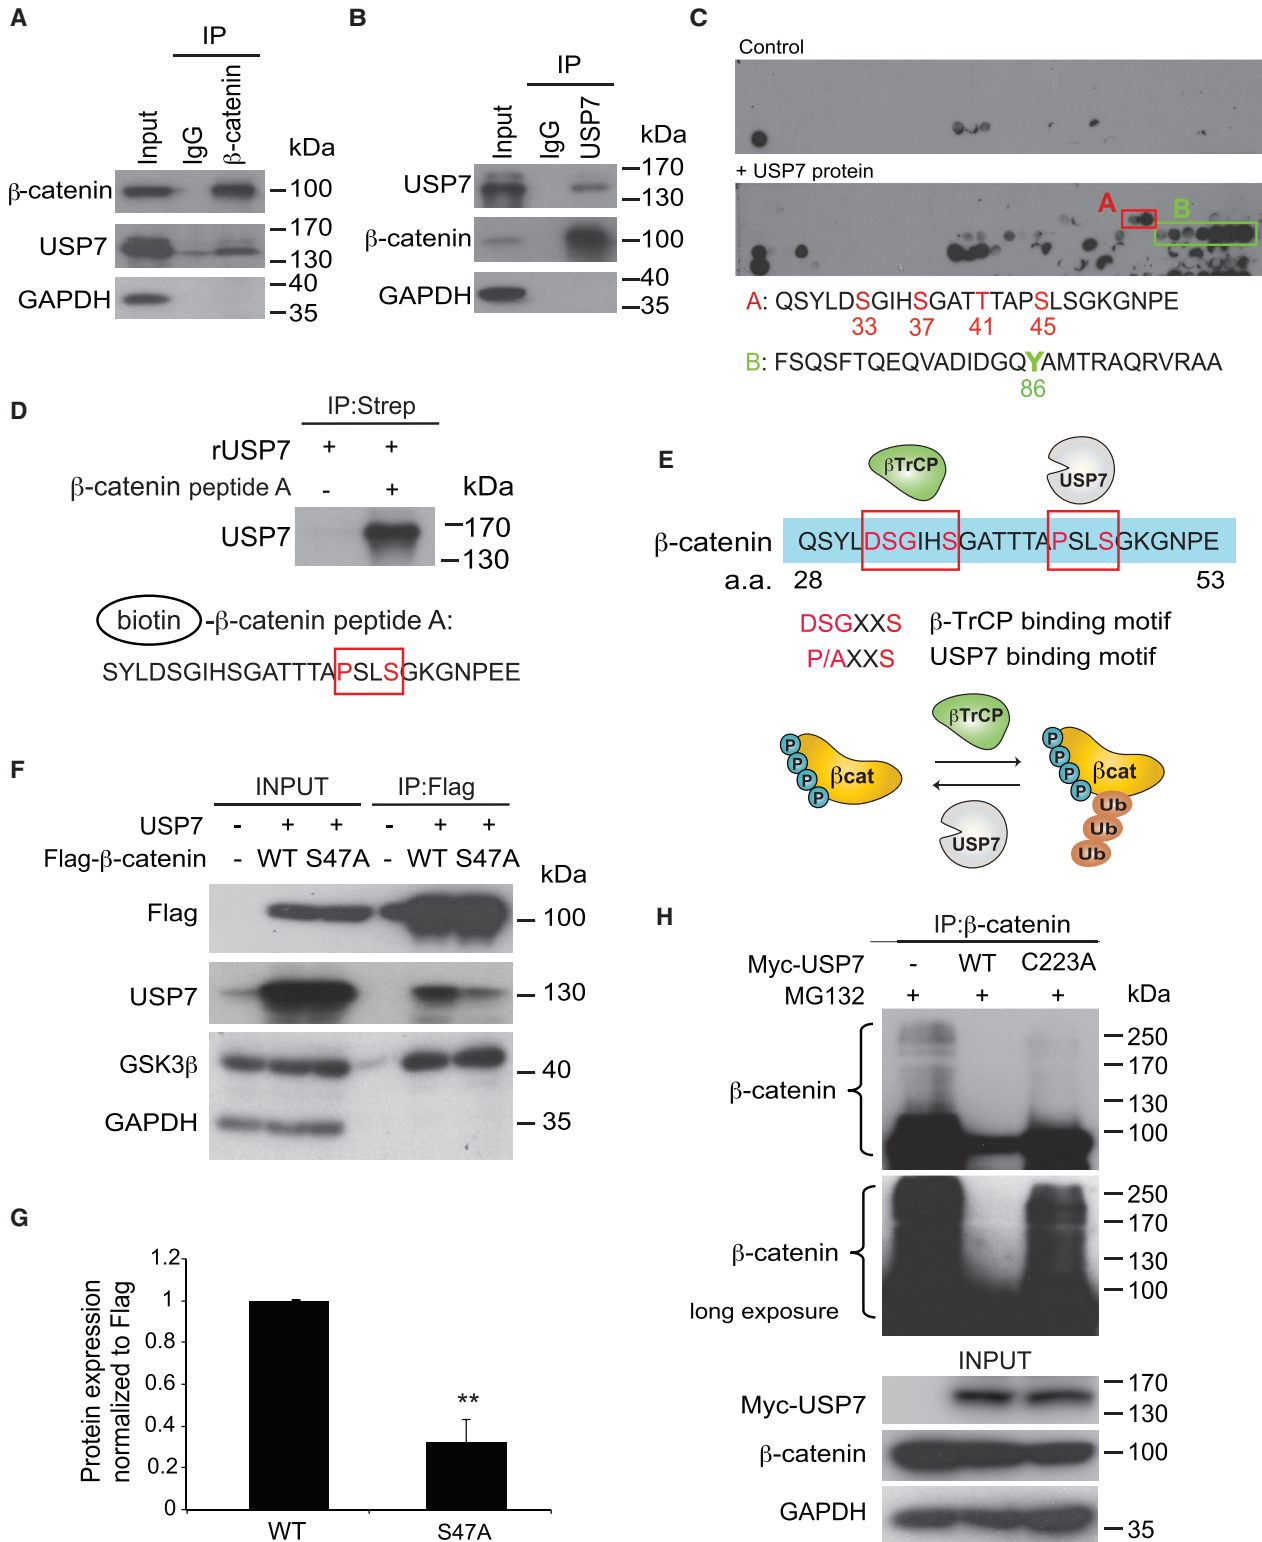 A
IP
Input
IgG
β-catenin
kDa
β-catenin
100
USP7
170
130
GAPDH
40
35
B
IP
Input
IgG
USP7
kDa
USP7
170
130
β-catenin
100
GAPDH
40
35
C
Control
+ USP7 protein
A
B
A: QSYLDSGIHSGATTTAPSLSGKGNPE
33 37 41 45
B: FSQSFTQEQVADIDGQYAMTRAQRVRAA
86
D
IP:Strep
rUSP7 + +
β-catenin peptide A - +
kDa
USP7
170
130
biotin -β-catenin peptide A:
SYLDSGIHSGATTTAPSLSGKGNPEE
E
βTrCP
USP7
β-catenin QSYLDSGIHSGATTTAPSLSGKGNPE
a.a. 28 53
DSGXXS β-TrCP binding motif
P/AXXS USP7 binding motif
βTrCP
P
P
P
P
βcat
P
P
P
P
βcat
Ub
Ub
Ub
USP7
F
INPUT IP:Flag
USP7 - + + - + +
Flag-β-catenin - WT S47A - WT S47A
kDa
Flag
100
USP7
130
GSK3β
40
GAPDH
35
G
Protein expression
normalized to Flag
1.2
1
0.8
0.6
0.4
0.2
0
**
WT S47A
H
IP:β-catenin
Myc-USP7 - WT C223A
MG132 + + +
kDa
β-catenin
250
170
130
100
β-catenin
long exposure
250
170
130
100
INPUT
Myc-USP7
170
130
β-catenin
100
GAPDH
35